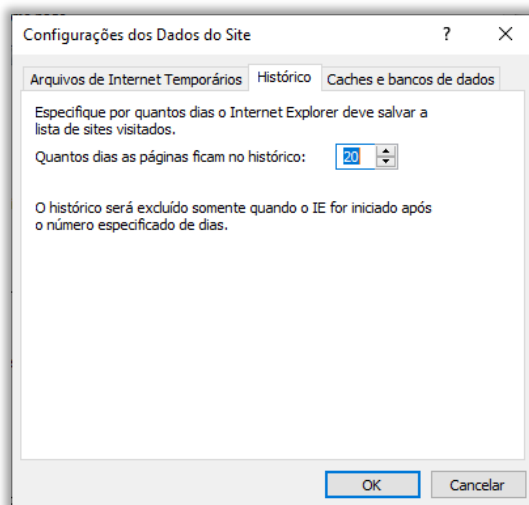 Configurações dos Dados do Site ?
Arquivos de Internet Temporários Histórico Caches e bancos de dados
Especifique por quantos dias o Internet Explorer deve salvar a
lista de sites visitados.
Quantos dias as páginas ficam no histórico: 20
O histórico será excluído somente quando o IE for iniciado após
o número especificado de dias.
OK Cancelar